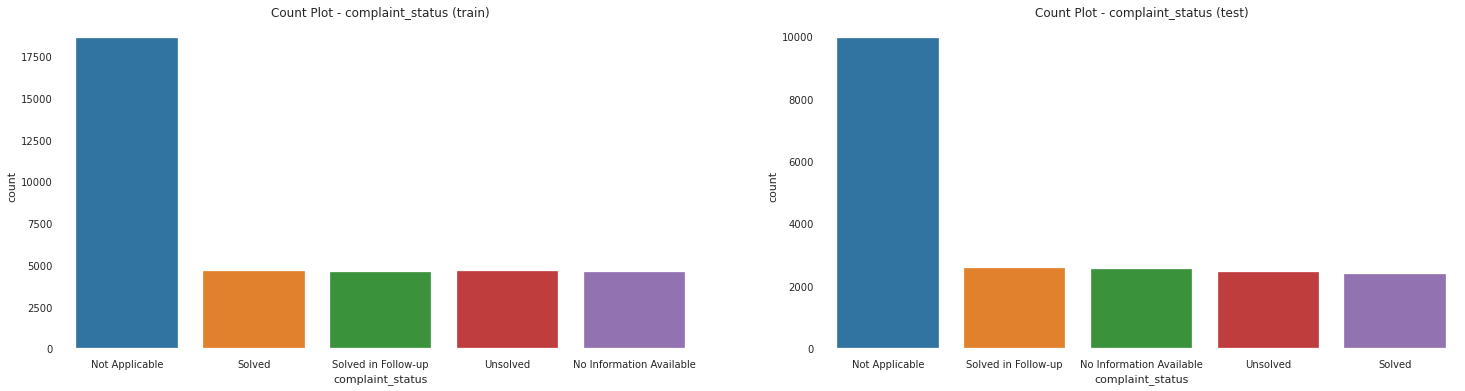 Count Plot - complaint_status (train)
17500
15000
12500
10000
7500
5000
2500
0
count
Not Applicable
Solved
Solved in Follow-up
Unsolved
No Information Available
complaint_status
Count Plot - complaint_status (test)
10000
8000
6000
4000
2000
0
count
Not Applicable
Solved in Follow-up
No Information Available
Unsolved
Solved
complaint_status